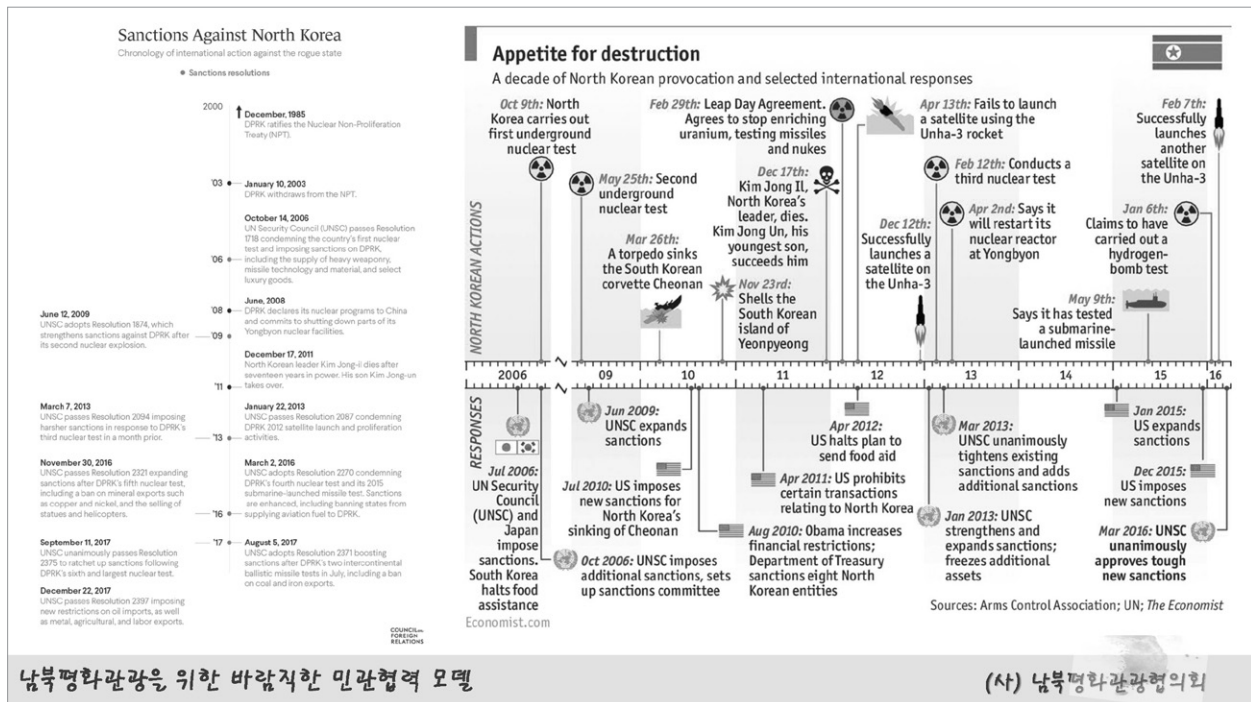 Sanctions Against North Korea
Chronology of international action against the rogue state
Sanctions resolutions
2000
December, 1985
DPRK ratifies the Nuclear Non-Proliferation
Treaty (NPT).
'03
January 10, 2003
DPRK withdraws from the NPT.
October 14, 2006
UN Security Council (UNSC) passes Resolution
1718 condemning the country's first nuclear
test and imposing sanctions on DPRK,
including the supply of heavy weaponry,
missile technology and material, and select
luxury goods.
'06
June, 2008
DPRK declares its nuclear programs to China
and commits to shutting down parts of its
Yongbyon nuclear facilities.
'08
June 12, 2009
UNSC adopts Resolution 1874, which
strengthens sanctions against DPRK after
its second nuclear explosion.
'09
December 17, 2011
North Korean leader Kim Jong-il dies after
seventeen years in power. His son Kim Jong-un
takes over.
'11
March 7, 2013
UNSC passes Resolution 2094 imposing
harsher sanctions in response to DPRK's
third nuclear test in a month prior.
'13
January 22, 2013
UNSC passes Resolution 2087 condemning
DPRK 2012 satellite launch and proliferation
activities.
November 30, 2016
UNSC passes Resolution 2321 expanding
sanctions after DPRK's fifth nuclear test,
including a ban on mineral exports such
as copper and nickel, and the selling of
statues and helicopters.
March 2, 2016
UNSC adopts Resolution 2270 condemning
DPRK's fourth nuclear test and its 2015
submarine-launched missile test. Sanctions
are enhanced, including banning states from
supplying aviation fuel to DPRK.
'16
September 11, 2017
UNSC unanimously passes Resolution
2375 to ratchet up sanctions following
DPRK's sixth and largest nuclear test.
'17
August 5, 2017
UNSC adopts Resolution 2371 boosting
sanctions after DPRK's two intercontinental
ballistic missile tests in July, including a ban
on coal and iron exports.
December 22, 2017
UNSC passes Resolution 2397 imposing
new restrictions on oil imports, as well
as metal, agricultural, and labor exports.
COUNCIL on
FOREIGN
RELATIONS
Appetite for destruction
A decade of North Korean provocation and selected international responses
NORTH KOREAN ACTIONS
Oct 9th: North
Korea carries out
first underground
nuclear test
May 25th: Second
underground
nuclear test
Mar 26th:
A torpedo sinks
the South Korean
corvette Cheonan
Feb 29th: Leap Day Agreement.
Agrees to stop enriching
uranium, testing missiles
and nukes
Dec 17th:
Kim Jong Il,
North Korea's
leader, dies.
Kim Jong Un, his
youngest son,
succeeds him
Nov 23rd:
Shells the
South Korean
island of
Yeonpyeong
Apr 13th: Fails to launch
a satellite using the
Unha-3 rocket
Dec 12th:
Successfully
launches a
satellite on
the Unha-3
Feb 12th: Conducts a
third nuclear test
Apr 2nd: Says it
will restart its
nuclear reactor
at Yongbyon
Feb 7th:
Successfully
launches
another
satellite on
the Unha-3
Jan 6th:
Claims to have
carried out a
hydrogen-
bomb test
May 9th:
Says it has tested
a submarine-
launched missile
2006 09 10 11 12 13 14 15 16
RESPONSES
Jul 2006:
UN Security
Council
(UNSC) and
Japan
impose
sanctions.
South Korea
halts food
assistance
Jun 2009:
UNSC expands
sanctions
Jul 2010: US imposes
new sanctions for
North Korea's
sinking of Cheonan
Oct 2006: UNSC imposes
additional sanctions, sets
up sanctions committee
Apr 2012:
US halts plan to
send food aid
Apr 2011: US prohibits
certain transactions
relating to North Korea
Aug 2010: Obama increases
financial restrictions;
Department of Treasury
sanctions eight North
Korean entities
Mar 2013:
UNSC unanimously
tightens existing
sanctions and adds
additional sanctions
Jan 2013: UNSC
strengthens and
expands sanctions;
freezes additional
assets
Jan 2015:
US expands
sanctions
Dec 2015:
US imposes
new sanctions
Mar 2016: UNSC
unanimously
approves tough
new sanctions
Sources: Arms Control Association; UN; The Economist
Economist.com
남북평화관광을 위한 바람직한 민관협력 모델
(사) 남북평화관광협의회